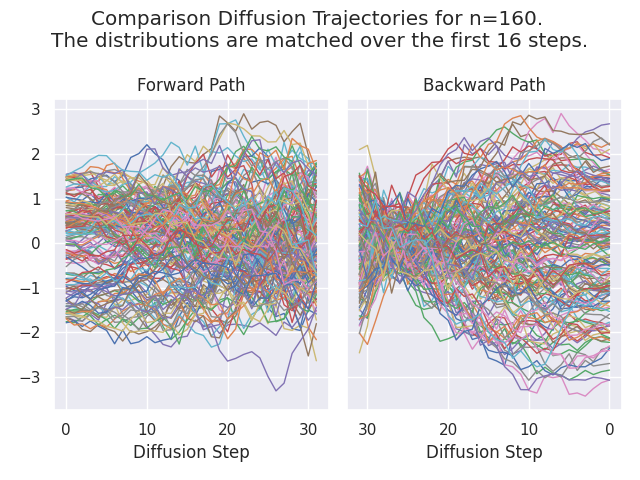 Comparison Diffusion Trajectories for n=160.
The distributions are matched over the first 16 steps.
Forward Path
Backward Path
3
2
1
0
−1
−2
−3
0 10 20 30
30 20 10 0
Diffusion Step
Diffusion Step